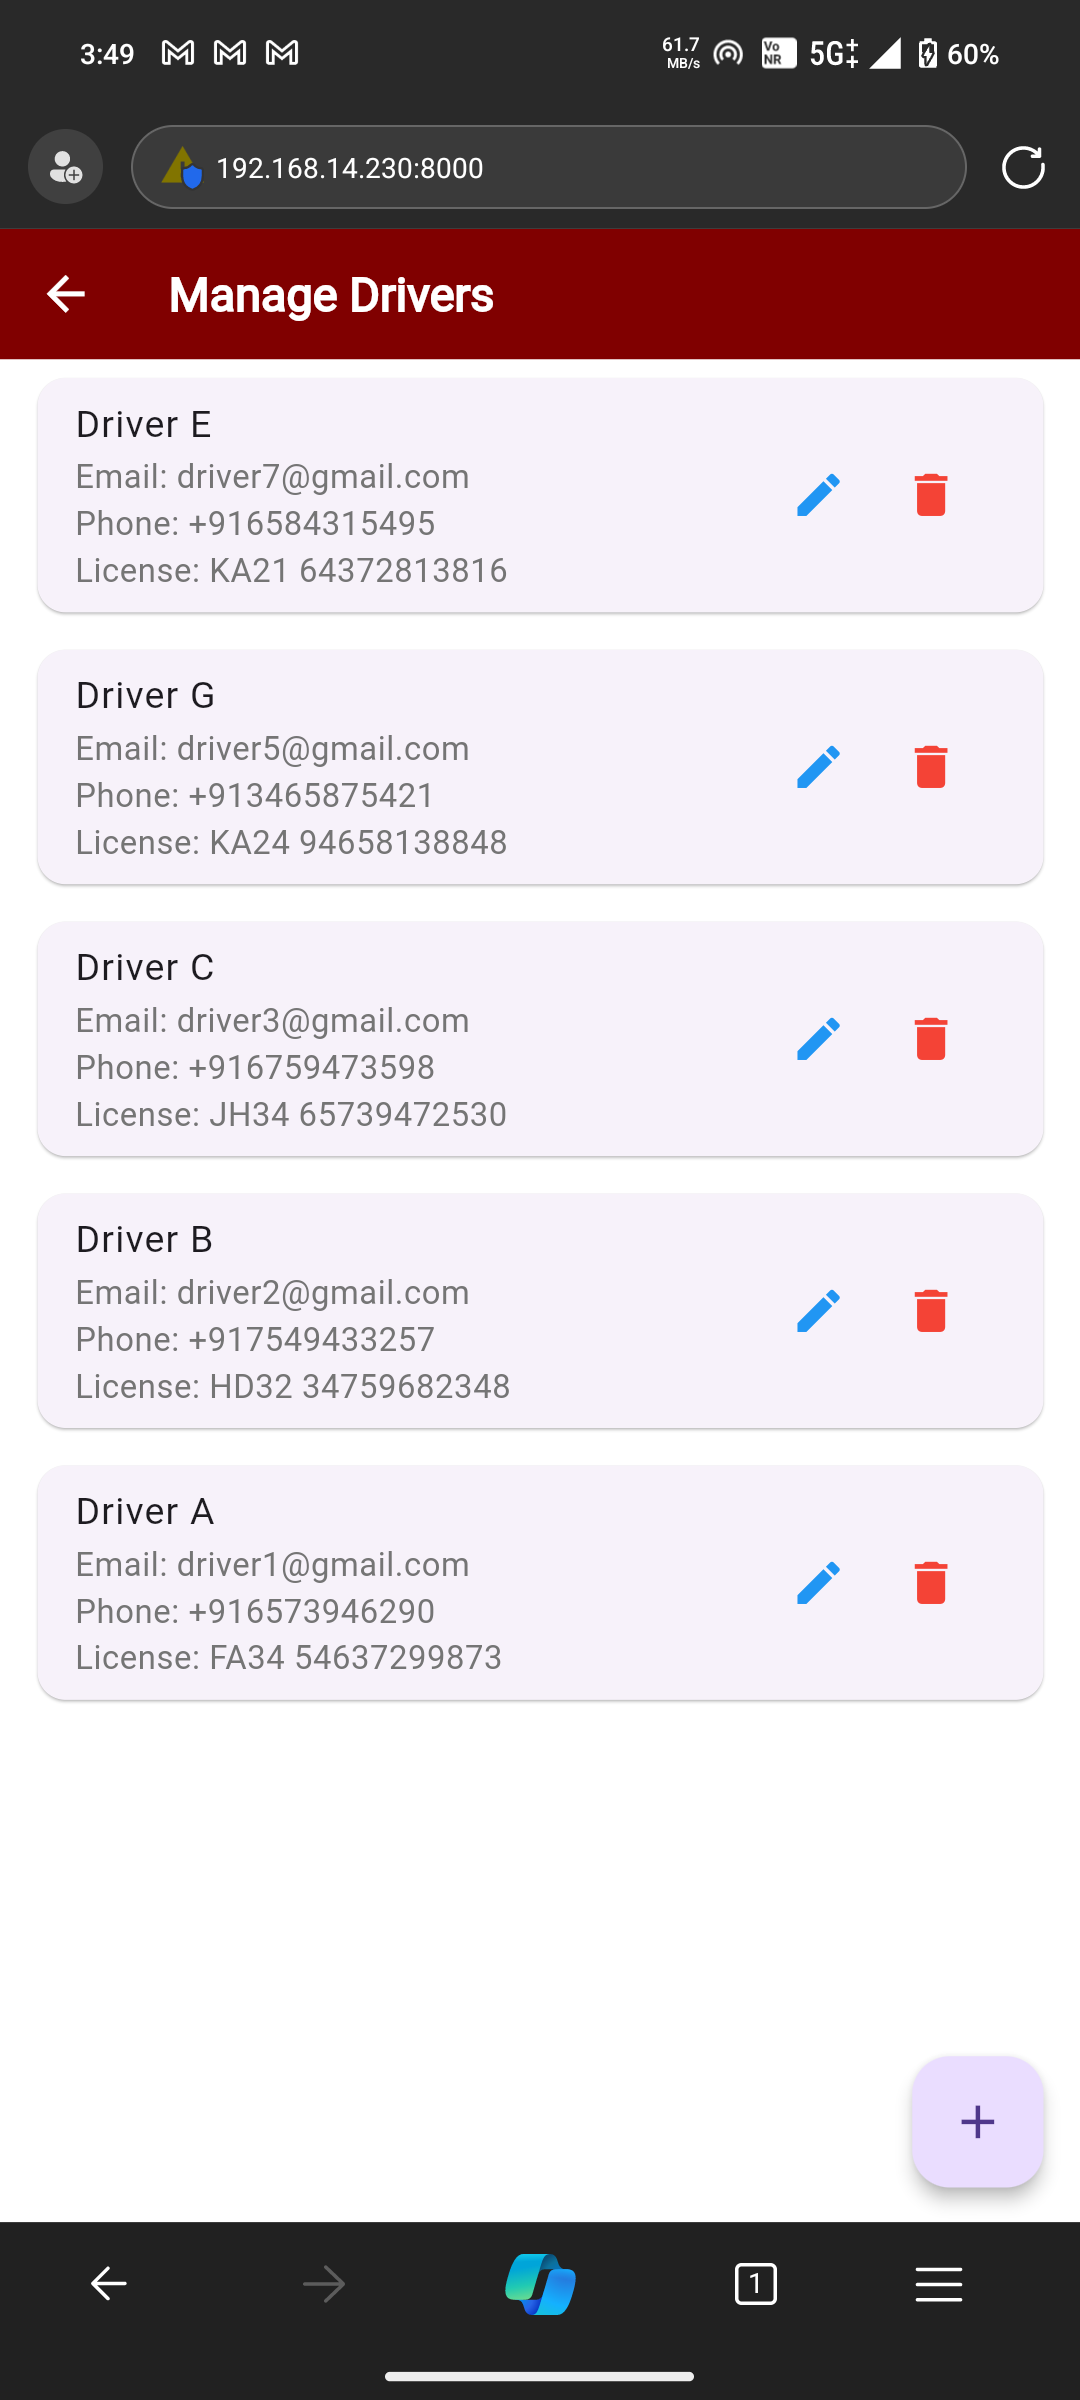 3:49
61.7
MB/s
Vo
NR
5G
60%
192.168.14.230:8000
Manage Drivers
Driver E
Email: driver7@gmail.com
Phone: +916584315495
License: KA21 64372813816
Driver G
Email: driver5@gmail.com
Phone: +913465875421
License: KA24 94658138848
Driver C
Email: driver3@gmail.com
Phone: +916759473598
License: JH34 65739472530
Driver B
Email: driver2@gmail.com
Phone: +917549433257
License: HD32 34759682348
Driver A
Email: driver1@gmail.com
Phone: +916573946290
License: FA34 54637299873
1